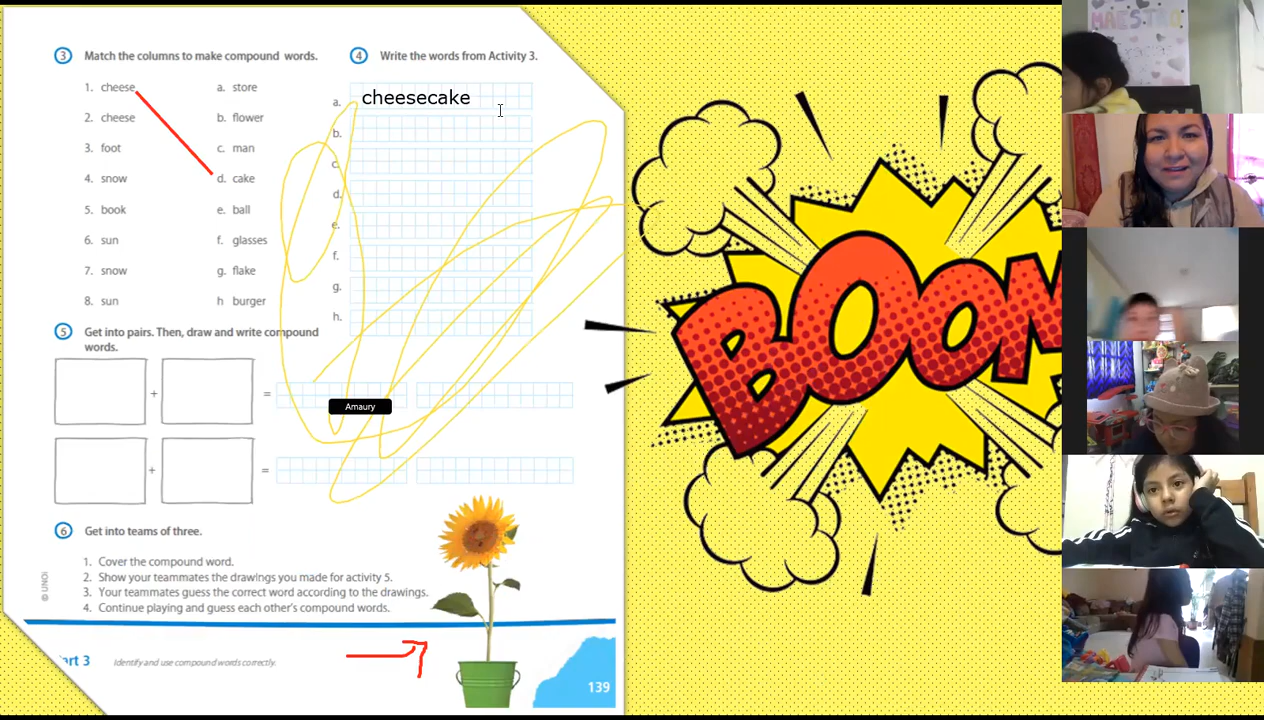 3 Match the columns to make compound words.
1. cheese a. store
2. cheese b. flower
3. foot c. man
4. snow d. cake
5. book e. ball
6. sun f. glasses
7. snow g. flake
8. sun h burger
4 Write the words from Activity 3.
a. cheesecake
b.
c.
d.
e.
f.
g.
h.
5 Get into pairs. Then, draw and write compound
words.
+ =
Amaury
+ =
6 Get into teams of three.
1. Cover the compound word.
2. Show your teammates the drawings you made for activity 5.
3. Your teammates guess the correct word according to the drawings.
4. Continue playing and guess each other's compound words.
© UNOI
art 3 Identify and use compound words correctly.
139
BOOM
MAESTRO